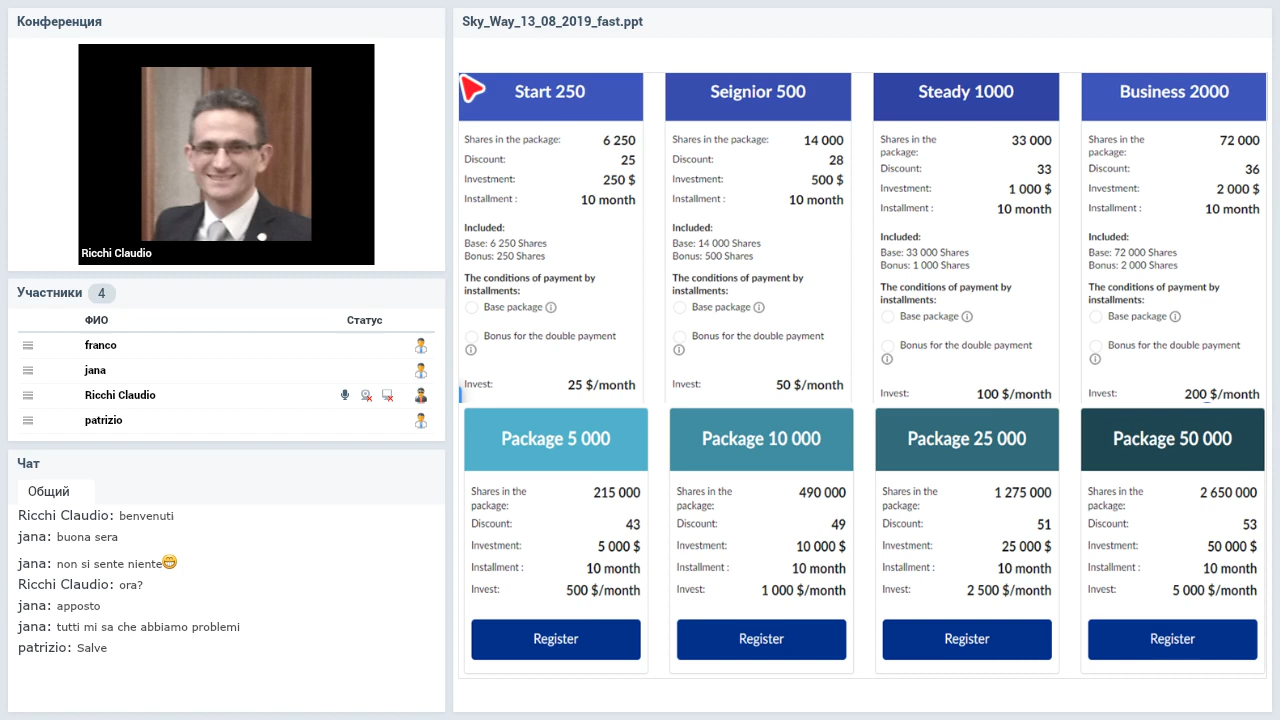 Конференция
Ricchi Claudio
Участники 4
ФИО Статус
franco
jana
Ricchi Claudio
patrizio
Чат
Общий
Ricchi Claudio: benvenuti
jana: buona sera
jana: non si sente niente😁
Ricchi Claudio: ora?
jana: apposto
jana: tutti mi sa che abbiamo problemi
patrizio: Salve
Sky_Way_13_08_2019_fast.ppt
Start 250
Shares in the package: 6 250
Discount: 25
Investment: 250 $
Installment : 10 month
Included:
Base: 6 250 Shares
Bonus: 250 Shares
The conditions of payment by
installments:
Base package
Bonus for the double payment
Invest: 25 $/month
Seignior 500
Shares in the package: 14 000
Discount: 28
Investment: 500 $
Installment : 10 month
Included:
Base: 14 000 Shares
Bonus: 500 Shares
The conditions of payment by
installments:
Base package
Bonus for the double payment
Invest: 50 $/month
Steady 1000
Shares in the
package: 33 000
Discount: 33
Investment: 1 000 $
Installment : 10 month
Included:
Base: 33 000 Shares
Bonus: 1 000 Shares
The conditions of payment by
installments:
Base package
Bonus for the double payment
Invest: 100 $/month
Business 2000
Shares in the
package: 72 000
Discount: 36
Investment: 2 000 $
Installment : 10 month
Included:
Base: 72 000 Shares
Bonus: 2 000 Shares
The conditions of payment by
installments:
Base package
Bonus for the double payment
Invest: 200 $/month
Package 5 000
Shares in the
package: 215 000
Discount: 43
Investment: 5 000 $
Installment : 10 month
Invest: 500 $/month
Register
Package 10 000
Shares in the
package: 490 000
Discount: 49
Investment: 10 000 $
Installment : 10 month
Invest: 1 000 $/month
Register
Package 25 000
Shares in the
package: 1 275 000
Discount: 51
Investment: 25 000 $
Installment : 10 month
Invest: 2 500 $/month
Register
Package 50 000
Shares in the
package: 2 650 000
Discount: 53
Investment: 50 000 $
Installment : 10 month
Invest: 5 000 $/month
Register